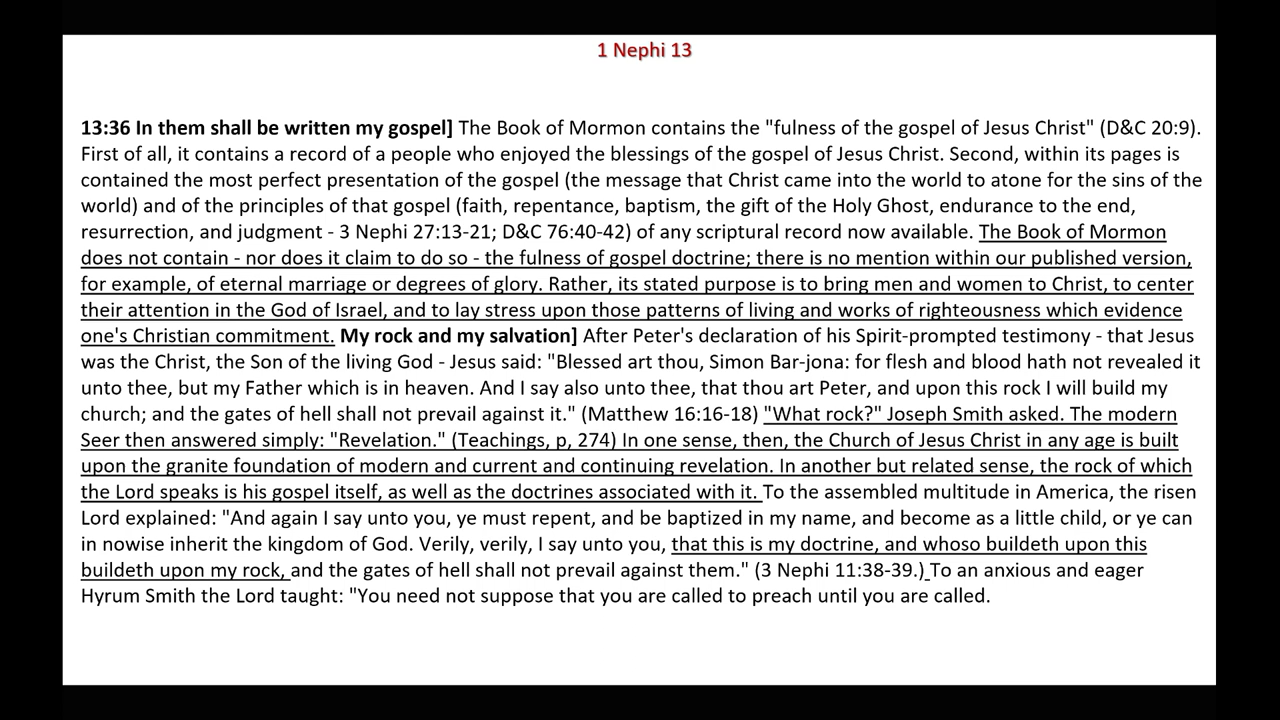 1 Nephi 13
13:36 In them shall be written my gospel] The Book of Mormon contains the "fulness of the gospel of Jesus Christ" (D&C 20:9).
First of all, it contains a record of a people who enjoyed the blessings of the gospel of Jesus Christ. Second, within its pages is
contained the most perfect presentation of the gospel (the message that Christ came into the world to atone for the sins of the
world) and of the principles of that gospel (faith, repentance, baptism, the gift of the Holy Ghost, endurance to the end,
resurrection, and judgment - 3 Nephi 27:13-21; D&C 76:40-42) of any scriptural record now available. The Book of Mormon
does not contain - nor does it claim to do so - the fulness of gospel doctrine; there is no mention within our published version,
for example, of eternal marriage or degrees of glory. Rather, its stated purpose is to bring men and women to Christ, to center
their attention in the God of Israel, and to lay stress upon those patterns of living and works of righteousness which evidence
one's Christian commitment. My rock and my salvation] After Peter's declaration of his Spirit-prompted testimony - that Jesus
was the Christ, the Son of the living God - Jesus said: "Blessed art thou, Simon Bar-jona: for flesh and blood hath not revealed it
unto thee, but my Father which is in heaven. And I say also unto thee, that thou art Peter, and upon this rock I will build my
church; and the gates of hell shall not prevail against it." (Matthew 16:16-18) "What rock?" Joseph Smith asked. The modern
Seer then answered simply: "Revelation." (Teachings, p, 274) In one sense, then, the Church of Jesus Christ in any age is built
upon the granite foundation of modern and current and continuing revelation. In another but related sense, the rock of which
the Lord speaks is his gospel itself, as well as the doctrines associated with it. To the assembled multitude in America, the risen
Lord explained: "And again I say unto you, ye must repent, and be baptized in my name, and become as a little child, or ye can
in nowise inherit the kingdom of God. Verily, verily, I say unto you, that this is my doctrine, and whoso buildeth upon this
buildeth upon my rock, and the gates of hell shall not prevail against them." (3 Nephi 11:38-39.) To an anxious and eager
Hyrum Smith the Lord taught: "You need not suppose that you are called to preach until you are called.